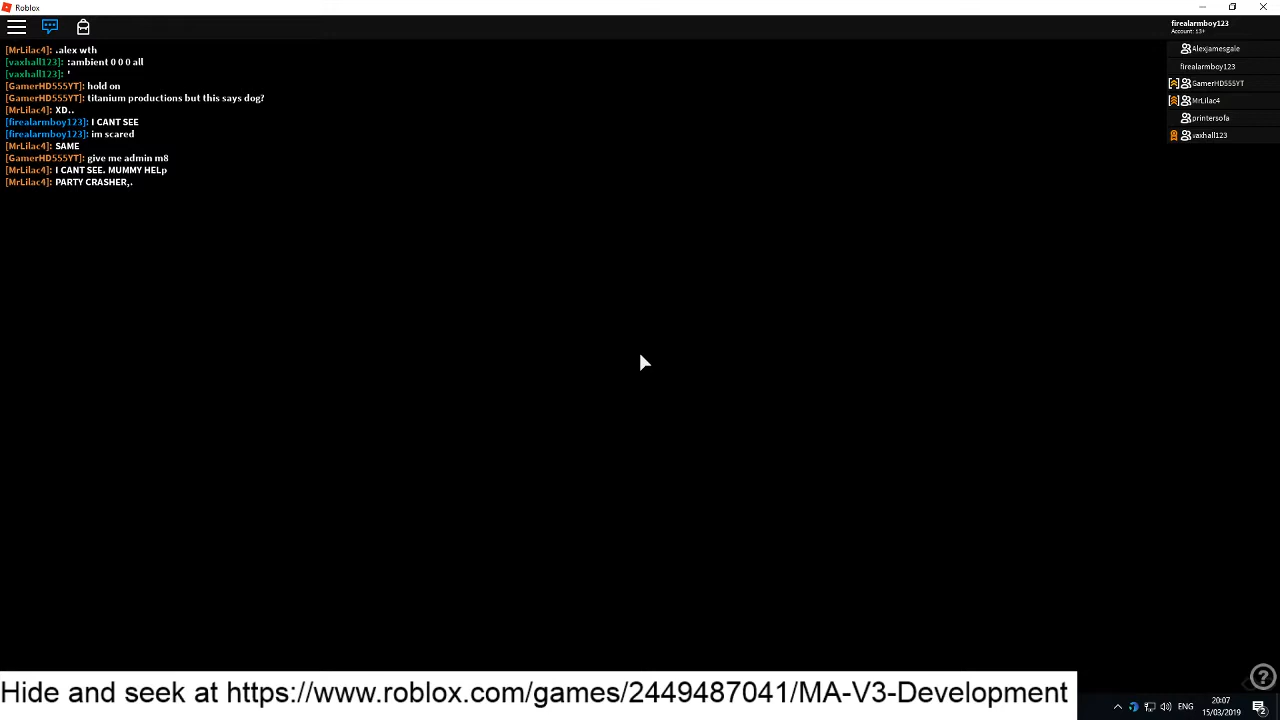 Roblox
firealarmboy123
Account: 13+
[MrLilac4]: .alex wth
[vaxhall123]: :ambient 0 0 0 all
[vaxhall123]: '
[GamerHD555YT]: hold on
[GamerHD555YT]: titanium productions but this says dog?
[MrLilac4]: XD..
[firealarmboy123]: I CANT SEE
[firealarmboy123]: im scared
[MrLilac4]: SAME
[GamerHD555YT]: give me admin m8
[MrLilac4]: I CANT SEE. MUMMY HELp
[MrLilac4]: PARTY CRASHER,.
Alexjamesgale
firealarmboy123
GamerHD555YT
MrLilac4
printersofa
vaxhall123
Hide and seek at https://www.roblox.com/games/2449487041/MA-V3-Development
ENG
20:07
15/03/2019
2